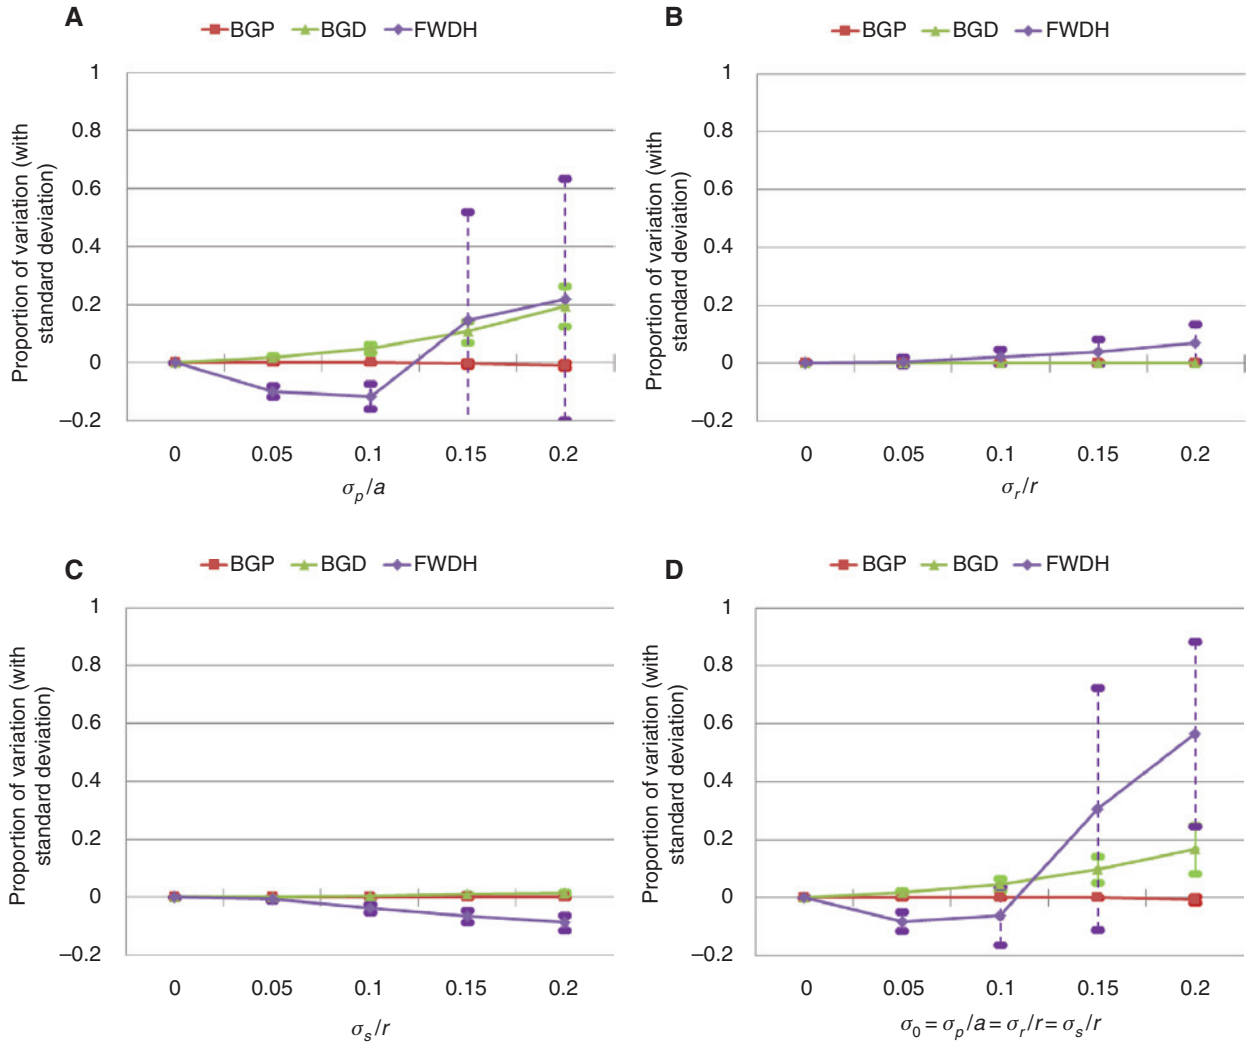 A
BGP BGD FWDH
Proportion of variation (with
standard deviation)
1
0.8
0.6
0.4
0.2
0
–0.2
0 0.05 0.1 0.15 0.2
σp/a
B
BGP BGD FWDH
Proportion of variation (with
standard deviation)
1
0.8
0.6
0.4
0.2
0
–0.2
0 0.05 0.1 0.15 0.2
σr/r
C
BGP BGD FWDH
Proportion of variation (with
standard deviation)
1
0.8
0.6
0.4
0.2
0
–0.2
0 0.05 0.1 0.15 0.2
σs/r
D
BGP BGD FWDH
Proportion of variation (with
standard deviation)
1
0.8
0.6
0.4
0.2
0
–0.2
0 0.05 0.1 0.15 0.2
σ0 = σp/a = σr/r = σs/r